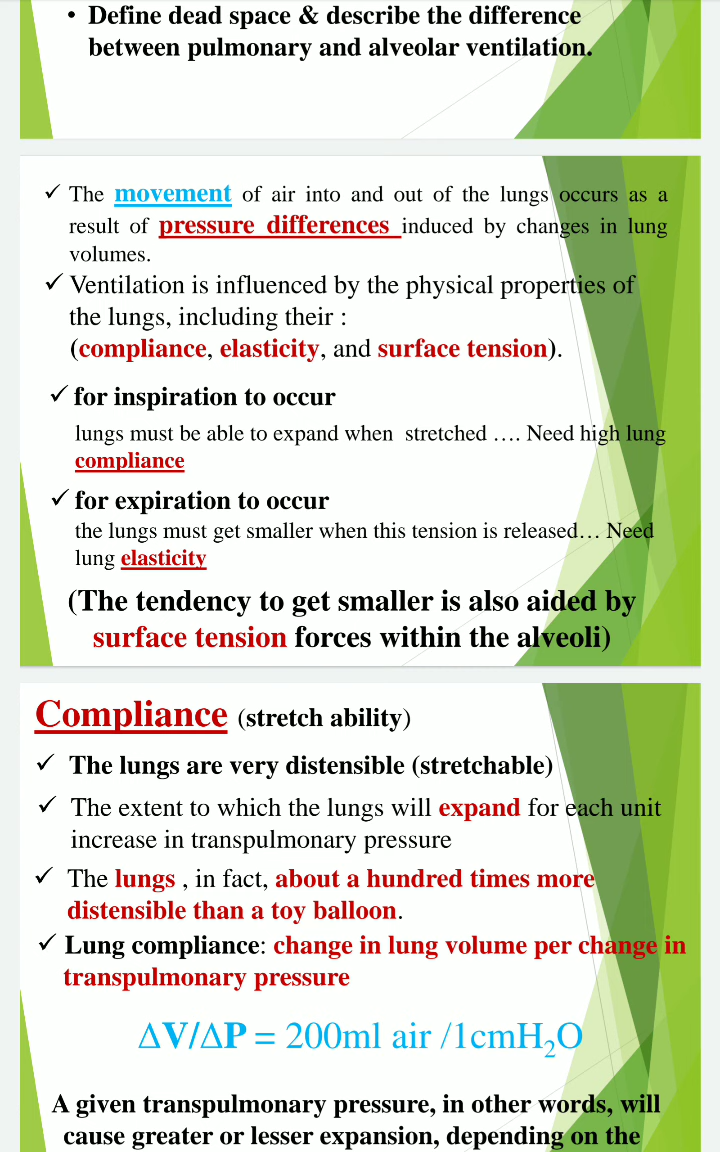 • Define dead space & describe the difference
between pulmonary and alveolar ventilation.
✓ The movement of air into and out of the lungs occurs as a
result of pressure differences induced by changes in lung
volumes.
✓ Ventilation is influenced by the physical properties of
the lungs, including their :
(compliance, elasticity, and surface tension).
✓ for inspiration to occur
lungs must be able to expand when stretched …. Need high lung
compliance
✓ for expiration to occur
the lungs must get smaller when this tension is released… Need
lung elasticity
(The tendency to get smaller is also aided by
surface tension forces within the alveoli)
Compliance (stretch ability)
✓ The lungs are very distensible (stretchable)
✓ The extent to which the lungs will expand for each unit
increase in transpulmonary pressure
✓ The lungs , in fact, about a hundred times more
distensible than a toy balloon.
✓ Lung compliance: change in lung volume per change in
transpulmonary pressure
∆V/∆P = 200ml air /1cmH₂O
A given transpulmonary pressure, in other words, will
cause greater or lesser expansion, depending on the